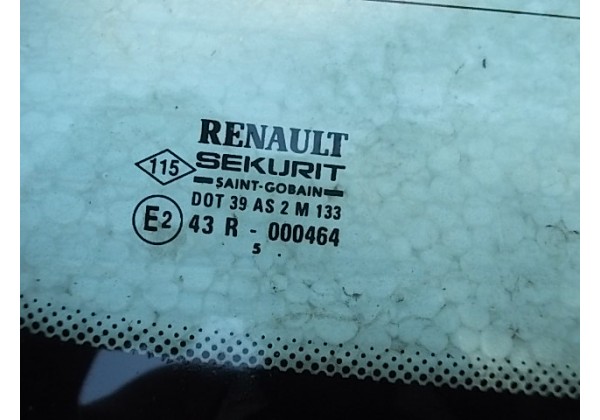 RENAULT
115 SEKURIT
SAINT-GOBAIN
DOT 39 AS 2 M 133
E2 43 R - 000464
5